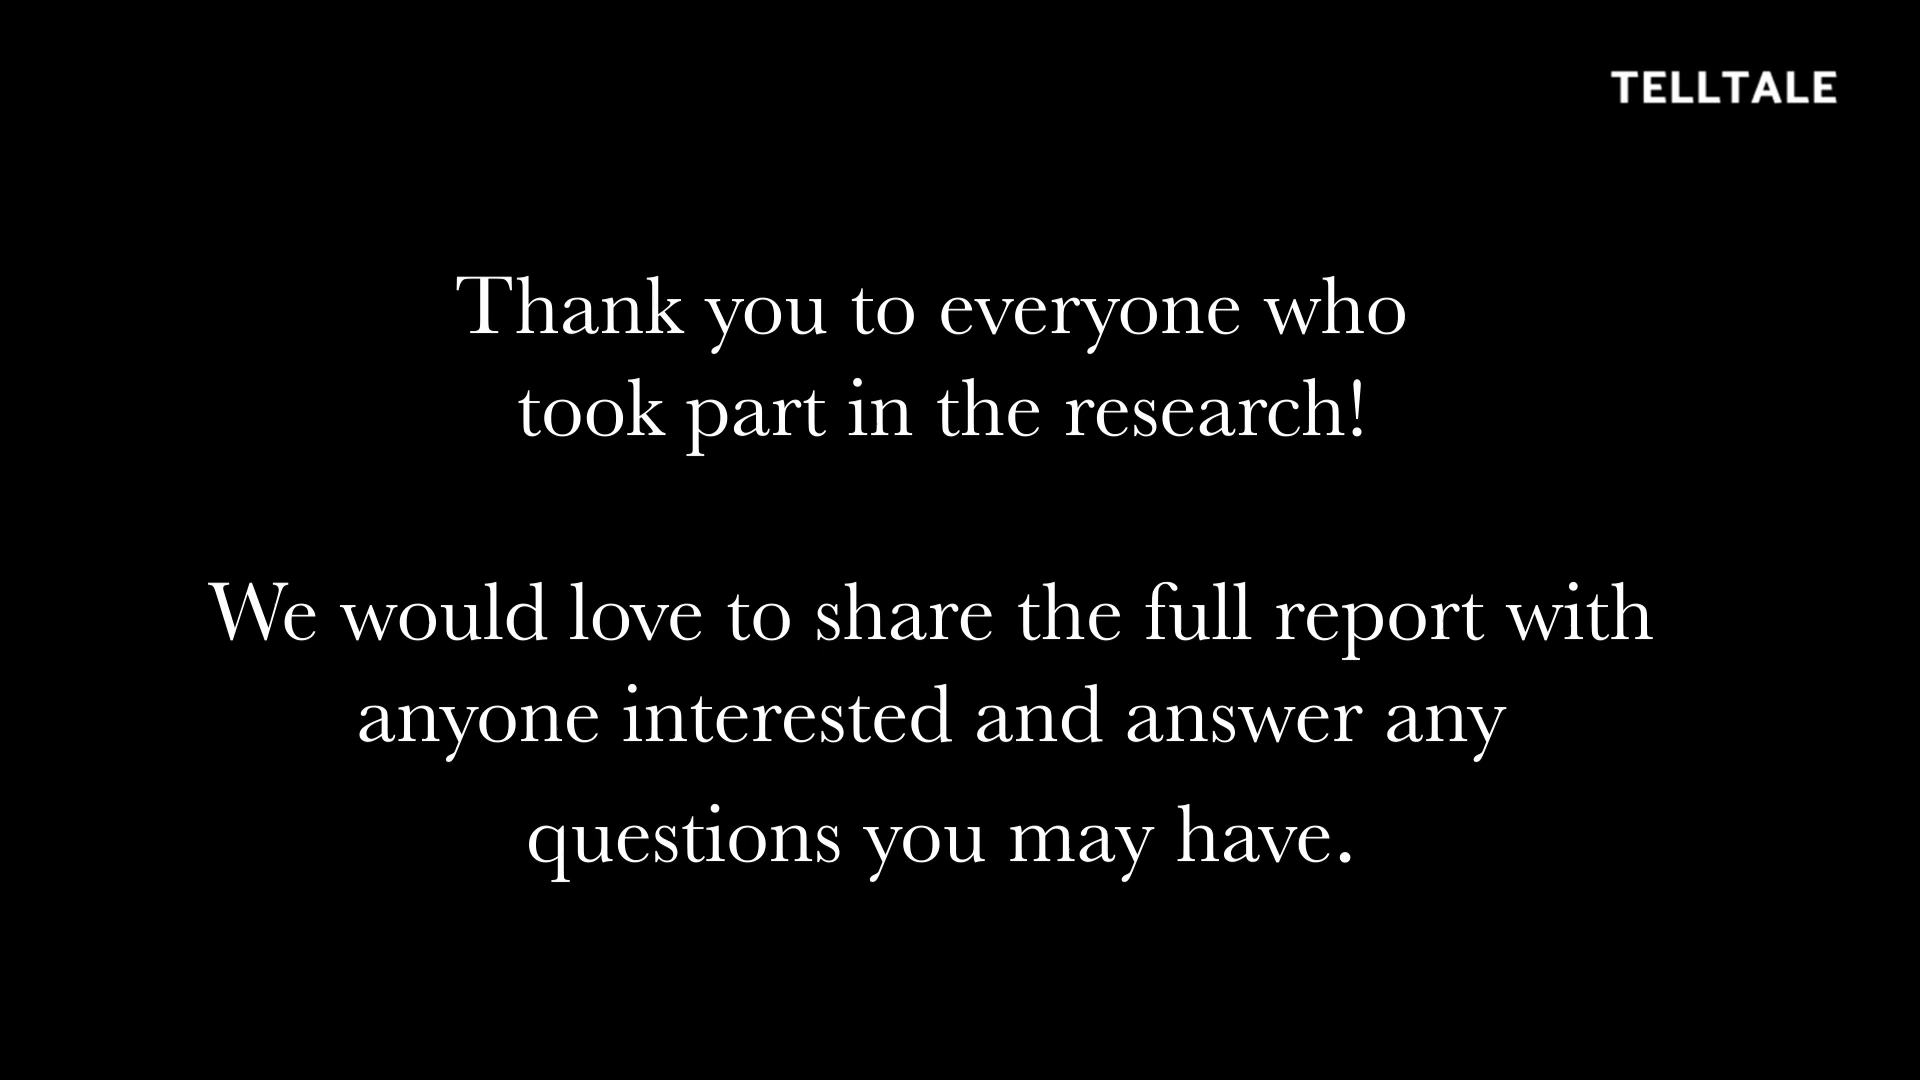 TELLTALE
Thank you to everyone who
took part in the research!
We would love to share the full report with
anyone interested and answer any
questions you may have.